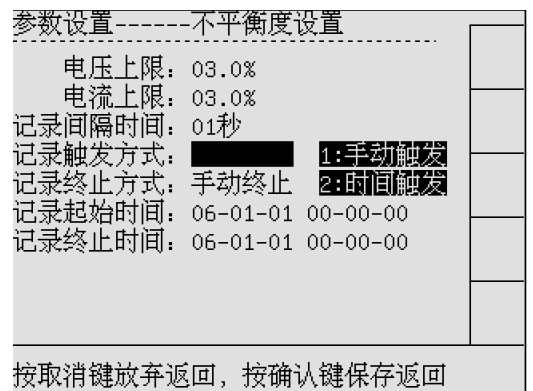 参数设置------不平衡度设置
电压上限：03.0%
电流上限：03.0%
记录间隔时间：01秒
记录触发方式： 1:手动触发
记录终止方式：手动终止 2:时间触发
记录起始时间：06-01-01 00-00-00
记录终止时间：06-01-01 00-00-00
按取消键放弃返回，按确认键保存返回